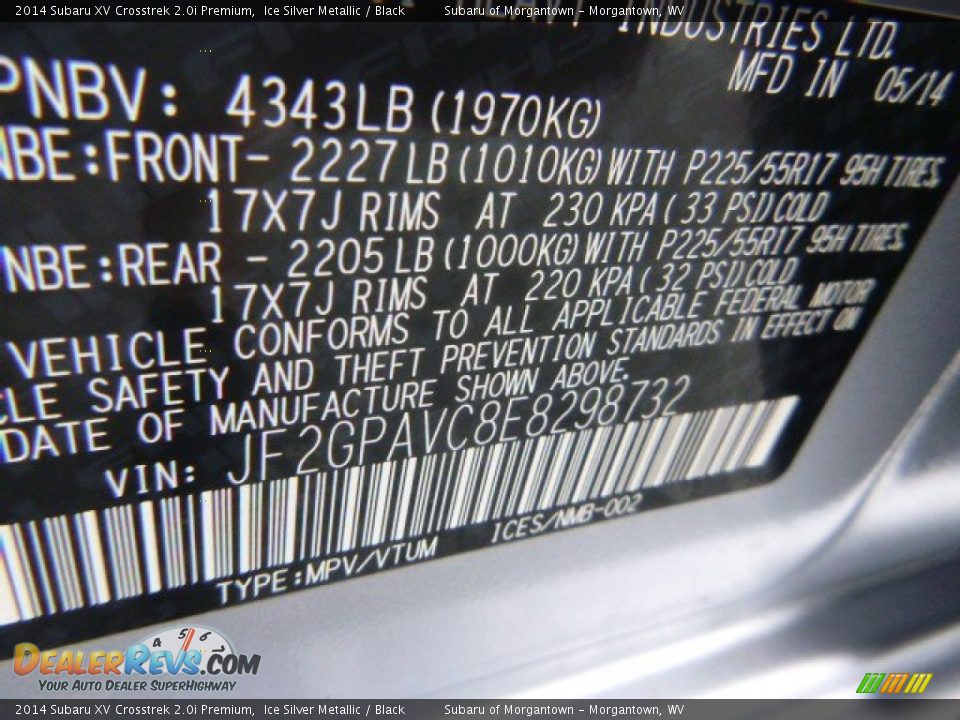 2014 Subaru XV Crosstrek 2.0i Premium, Ice Silver Metallic / Black Subaru of Morgantown - Morgantown, WV
INDUSTRIES LTD.
MFD IN 05/14
PNBV: 4343LB (1970KG)
NBE:FRONT- 2227LB (1010KG) WITH P225/55R17 95H TIRES
17X7J RIMS AT 230 KPA ( 33 PSI) COLD
NBE:REAR - 2205LB (1000KG) WITH P225/55R17 95H TIRES
17X7J RIMS AT 220 KPA ( 32 PSI) COLD
VEHICLE CONFORMS TO ALL APPLICABLE FEDERAL MOTOR
CLE SAFETY AND THEFT PREVENTION STANDARDS IN EFFECT ON
DATE OF MANUFACTURE SHOWN ABOVE.
VIN: JF2GPAVC8E8298732
ICES/NMB-002
TYPE:MPV/VTUM
4 5 6
DEALERREVS.COM
YOUR AUTO DEALER SUPERHIGHWAY
2014 Subaru XV Crosstrek 2.0i Premium, Ice Silver Metallic / Black Subaru of Morgantown - Morgantown, WV